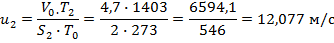 u₂ = V₀.T₂ / S₂ · T₀ = 4,7 · 1403 / 2 · 273 = 6594,1 / 546 = 12,077 м/с